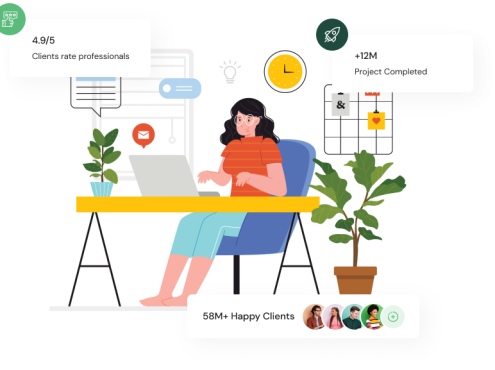 4.9/5
Clients rate professionals
+12M
Project Completed
&
58M+ Happy Clients